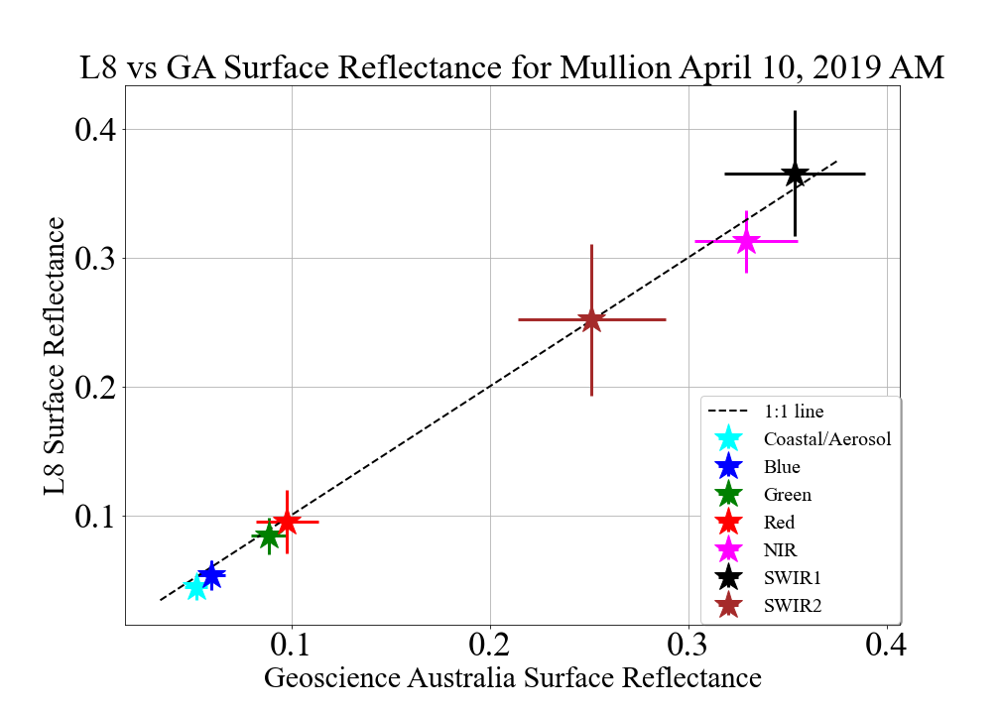 L8 vs GA Surface Reflectance for Mullion April 10, 2019 AM
L8 Surface Reflectance
0.4
0.3
0.2
0.1
1:1 line
Coastal/Aerosol
Blue
Green
Red
NIR
SWIR1
SWIR2
0.1 0.2 0.3 0.4
Geoscience Australia Surface Reflectance